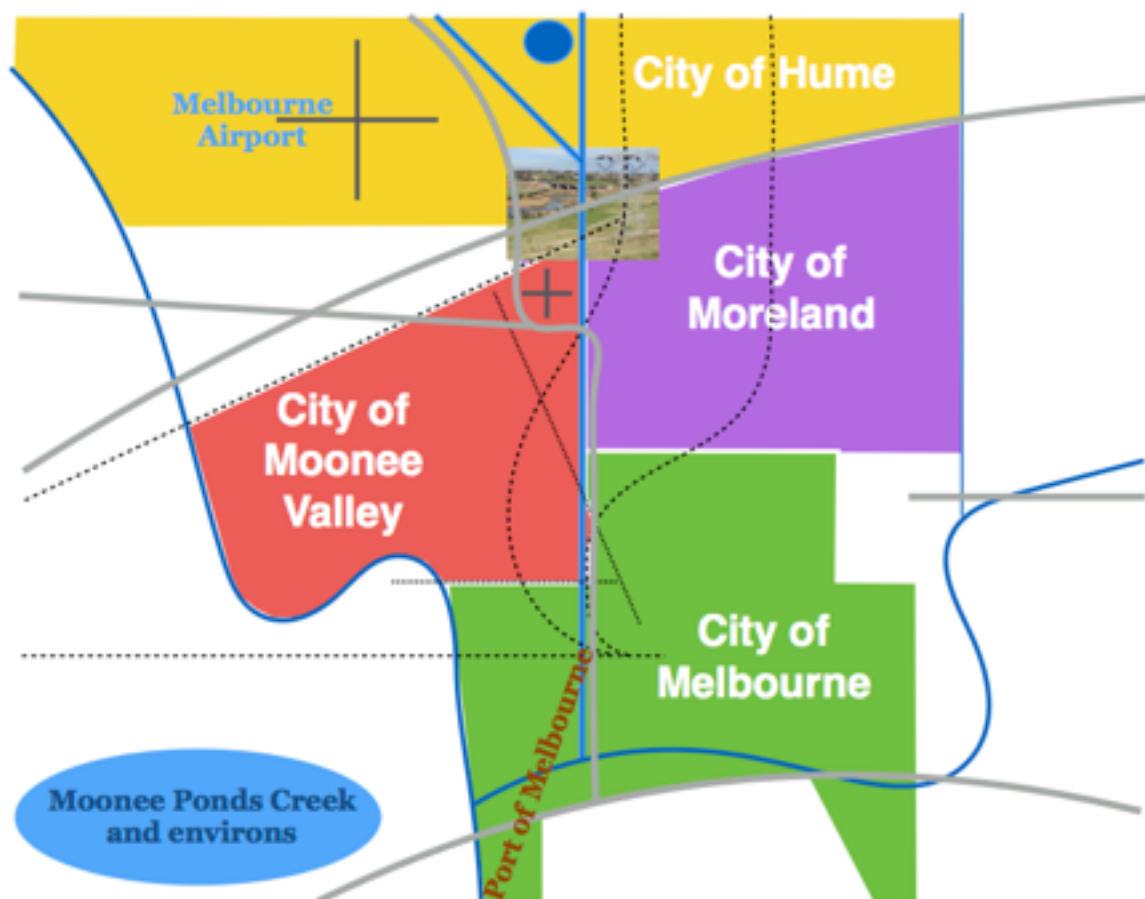 City of Hume
Melbourne
Airport
City of
Moreland
City of
Moonee
Valley
City of
Melbourne
Port of Melbourne
Moonee Ponds Creek
and environs